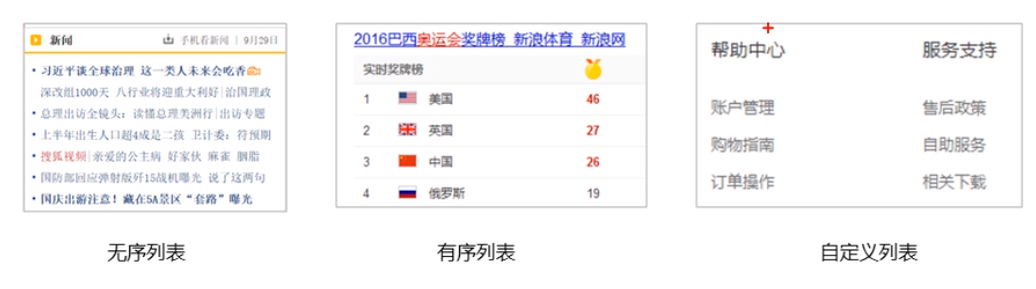 新闻 手机看新闻 | 9月29日
• 习近平谈全球治理 这一类人未来会吃香
深改组1000天 八行业将迎重大利好|治国理政
• 总理出访全镜头：读懂总理美洲行|出访专题
• 上半年出生人口超4成是二孩 卫计委：符预期
• 搜狐视频|亲爱的公主病 好家伙 麻雀 胭脂
• 国防部回应弹射版歼15战机曝光 说了这两句
• 国庆出游注意！藏在5A景区“套路”曝光
无序列表
2016巴西奥运会奖牌榜_新浪体育_新浪网
实时奖牌榜
1 美国 46
2 英国 27
3 中国 26
4 俄罗斯 19
有序列表
帮助中心 服务支持
账户管理 售后政策
购物指南 自助服务
订单操作 相关下载
自定义列表